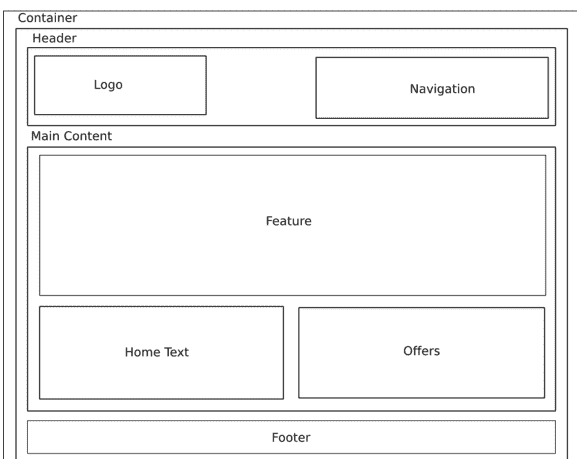 Container
Header
Logo
Navigation
Main Content
Feature
Home Text
Offers
Footer